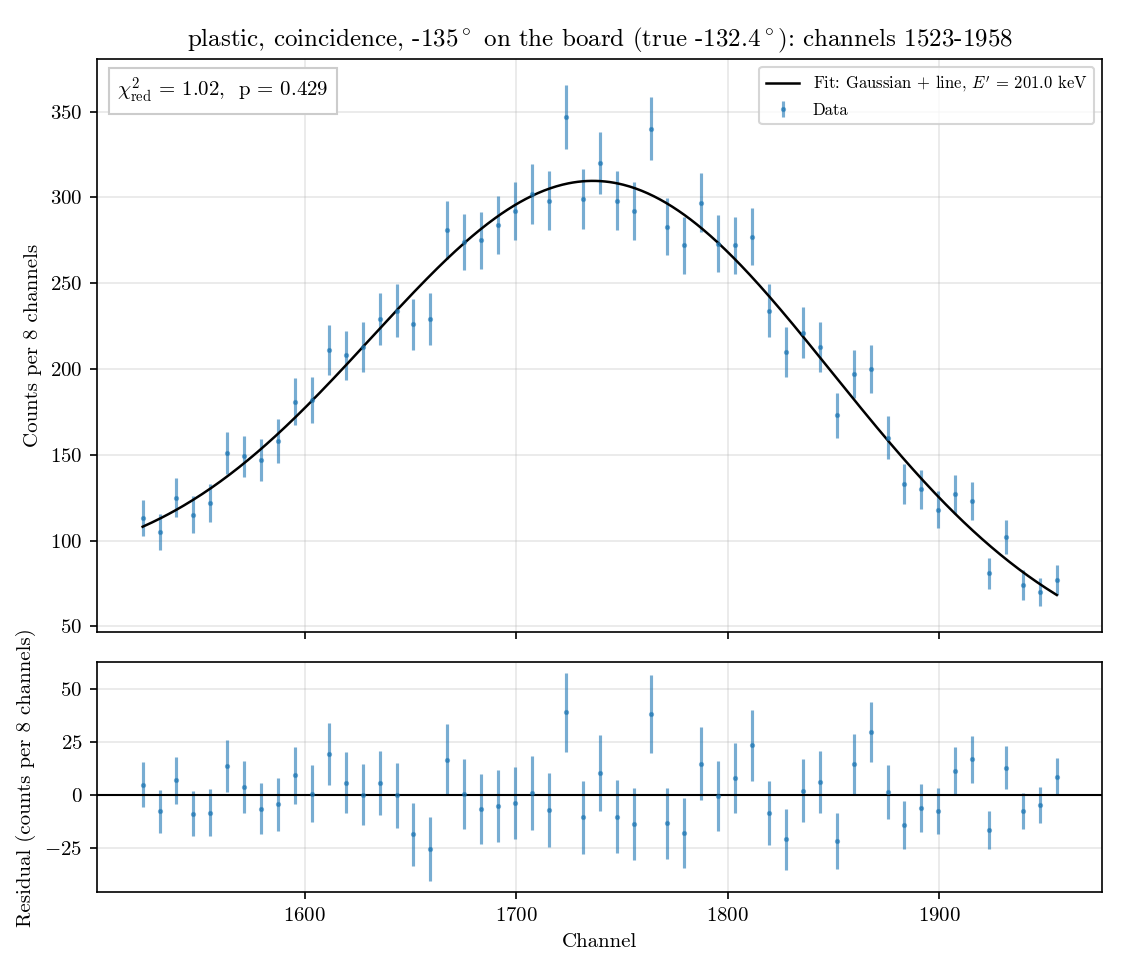 plastic, coincidence, -135° on the board (true -132.4°): channels 1523-1958
χ²_red = 1.02, p = 0.429
Fit: Gaussian + line, E′ = 201.0 keV
Data
Counts per 8 channels
350
300
250
200
150
100
50
Residual (counts per 8 channels)
50
25
0
−25
1600
1700
1800
1900
Channel